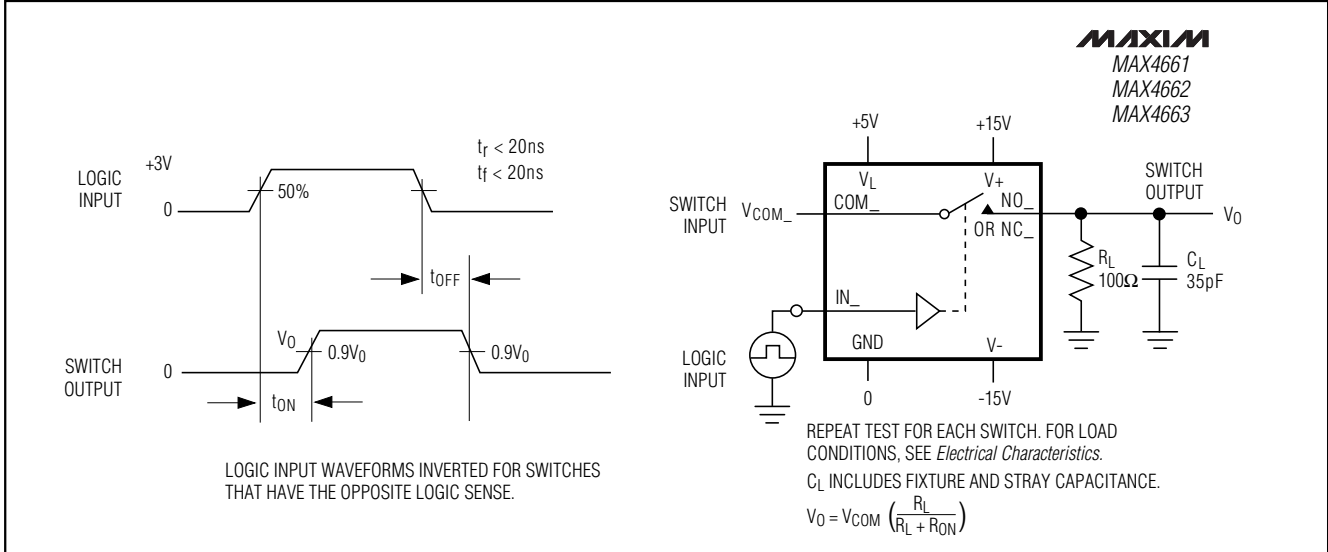 MAXIM
MAX4661
MAX4662
MAX4663
LOGIC
INPUT
+3V
0
50%
tr < 20ns
tf < 20ns
tOFF
SWITCH
OUTPUT
VO
0
0.9V0
0.9V0
tON
LOGIC INPUT WAVEFORMS INVERTED FOR SWITCHES
THAT HAVE THE OPPOSITE LOGIC SENSE.
+5V
+15V
VL
V+
SWITCH
INPUT
VCOM_
COM_
NO_
OR NC_
SWITCH
OUTPUT
VO
RL
100Ω
CL
35pF
IN_
LOGIC
INPUT
GND
V-
0
-15V
REPEAT TEST FOR EACH SWITCH. FOR LOAD
CONDITIONS, SEE Electrical Characteristics.
CL INCLUDES FIXTURE AND STRAY CAPACITANCE.
VO = VCOM (RL / RL + RON)